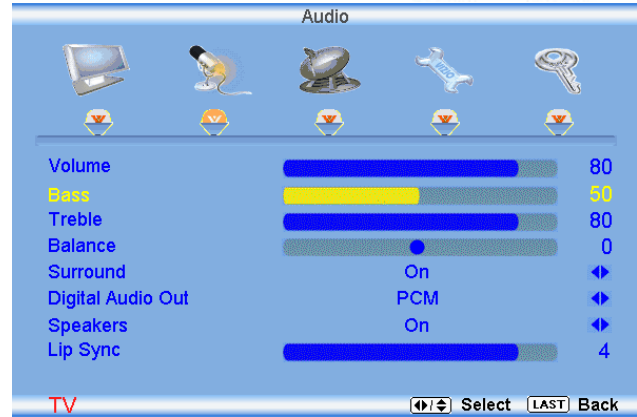 Audio
Volume 80
Bass 50
Treble 80
Balance 0
Surround On
Digital Audio Out PCM
Speakers On
Lip Sync 4
TV Select LAST Back